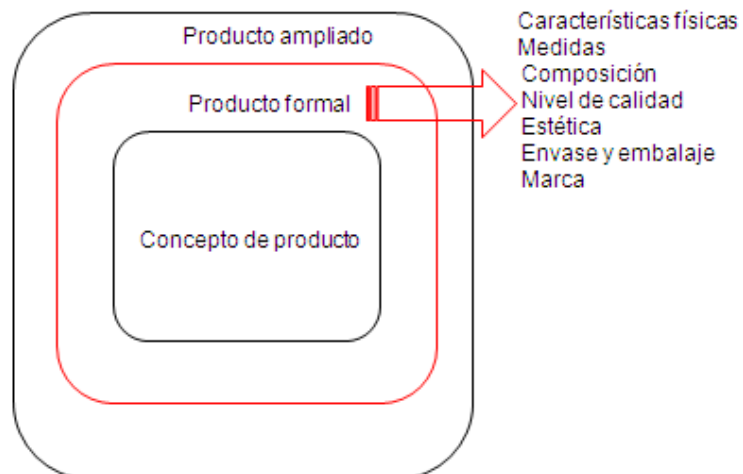 Producto ampliado
Producto formal
Concepto de producto
Características físicas
Medidas
Composición
Nivel de calidad
Estética
Envase y embalaje
Marca